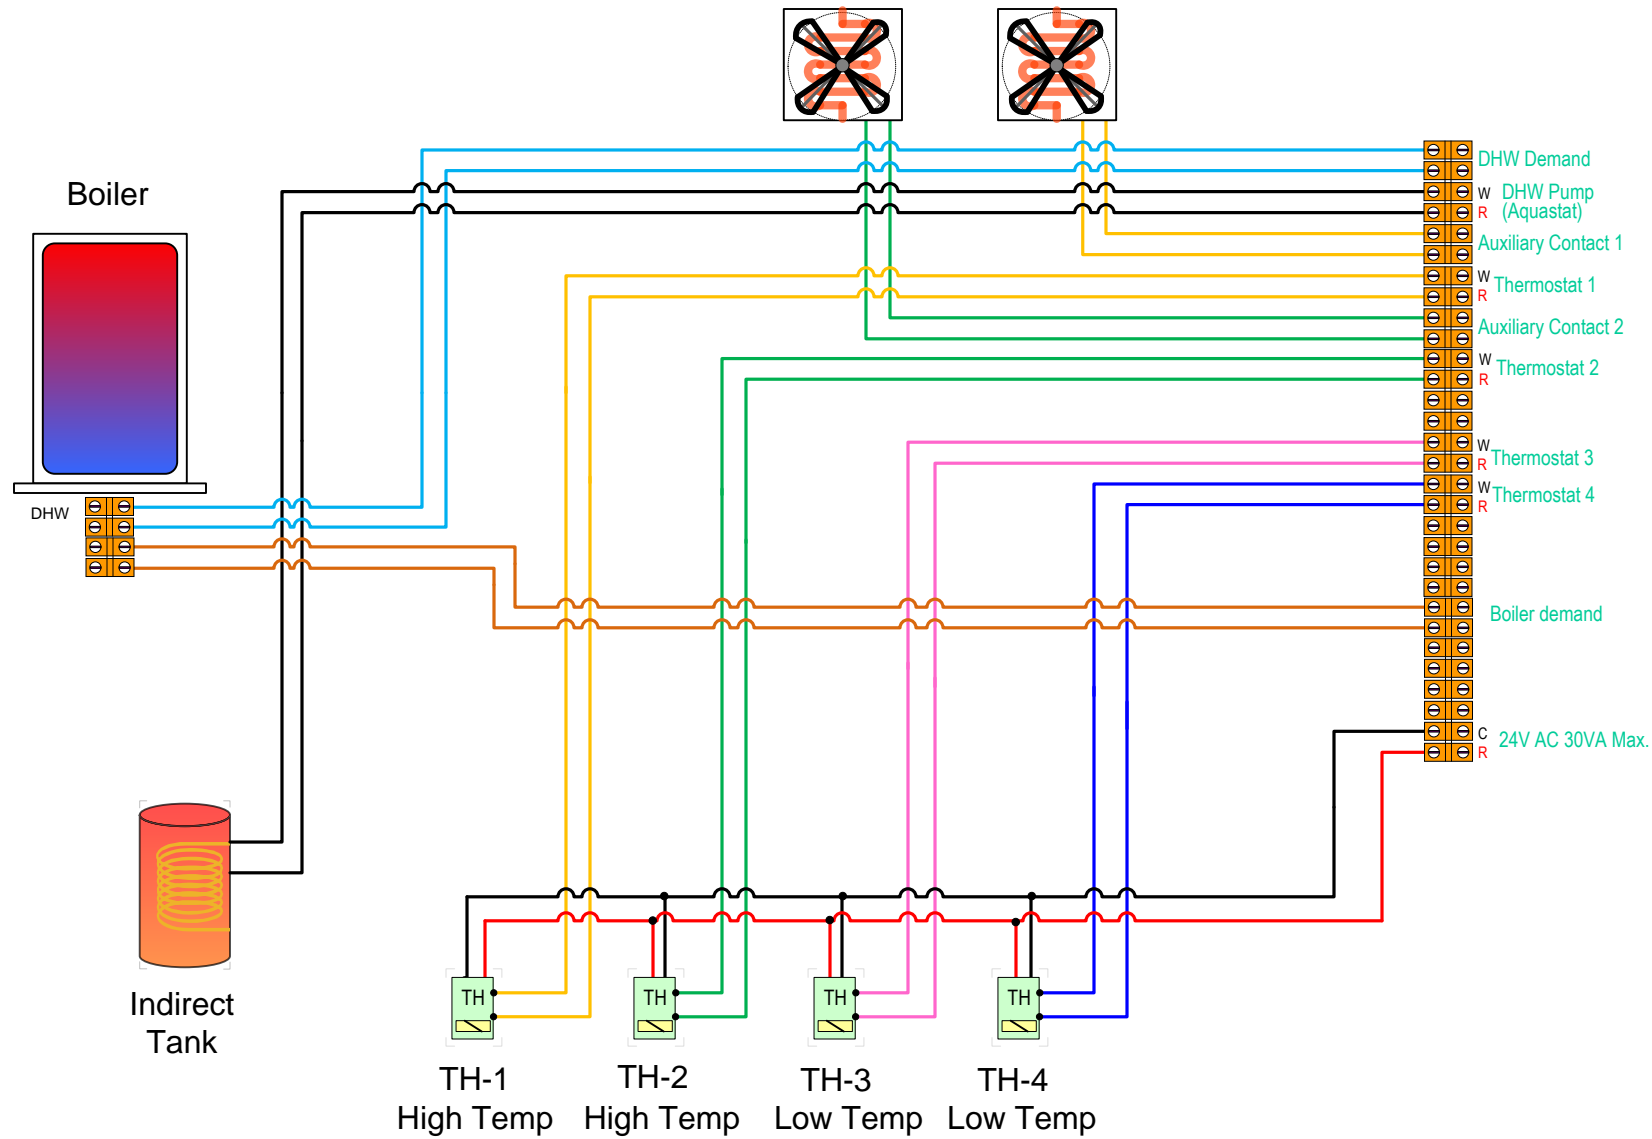 Boiler
DHW
Indirect
Tank
DHW Demand
W DHW Pump
R (Aquastat)
Auxiliary Contact 1
W
Thermostat 1
R
Auxiliary Contact 2
W
Thermostat 2
R
W
Thermostat 3
R
W
Thermostat 4
R
Boiler demand
C
24V AC 30VA Max.
R
TH
TH
TH
TH
TH-1
High Temp
TH-2
High Temp
TH-3
Low Temp
TH-4
Low Temp